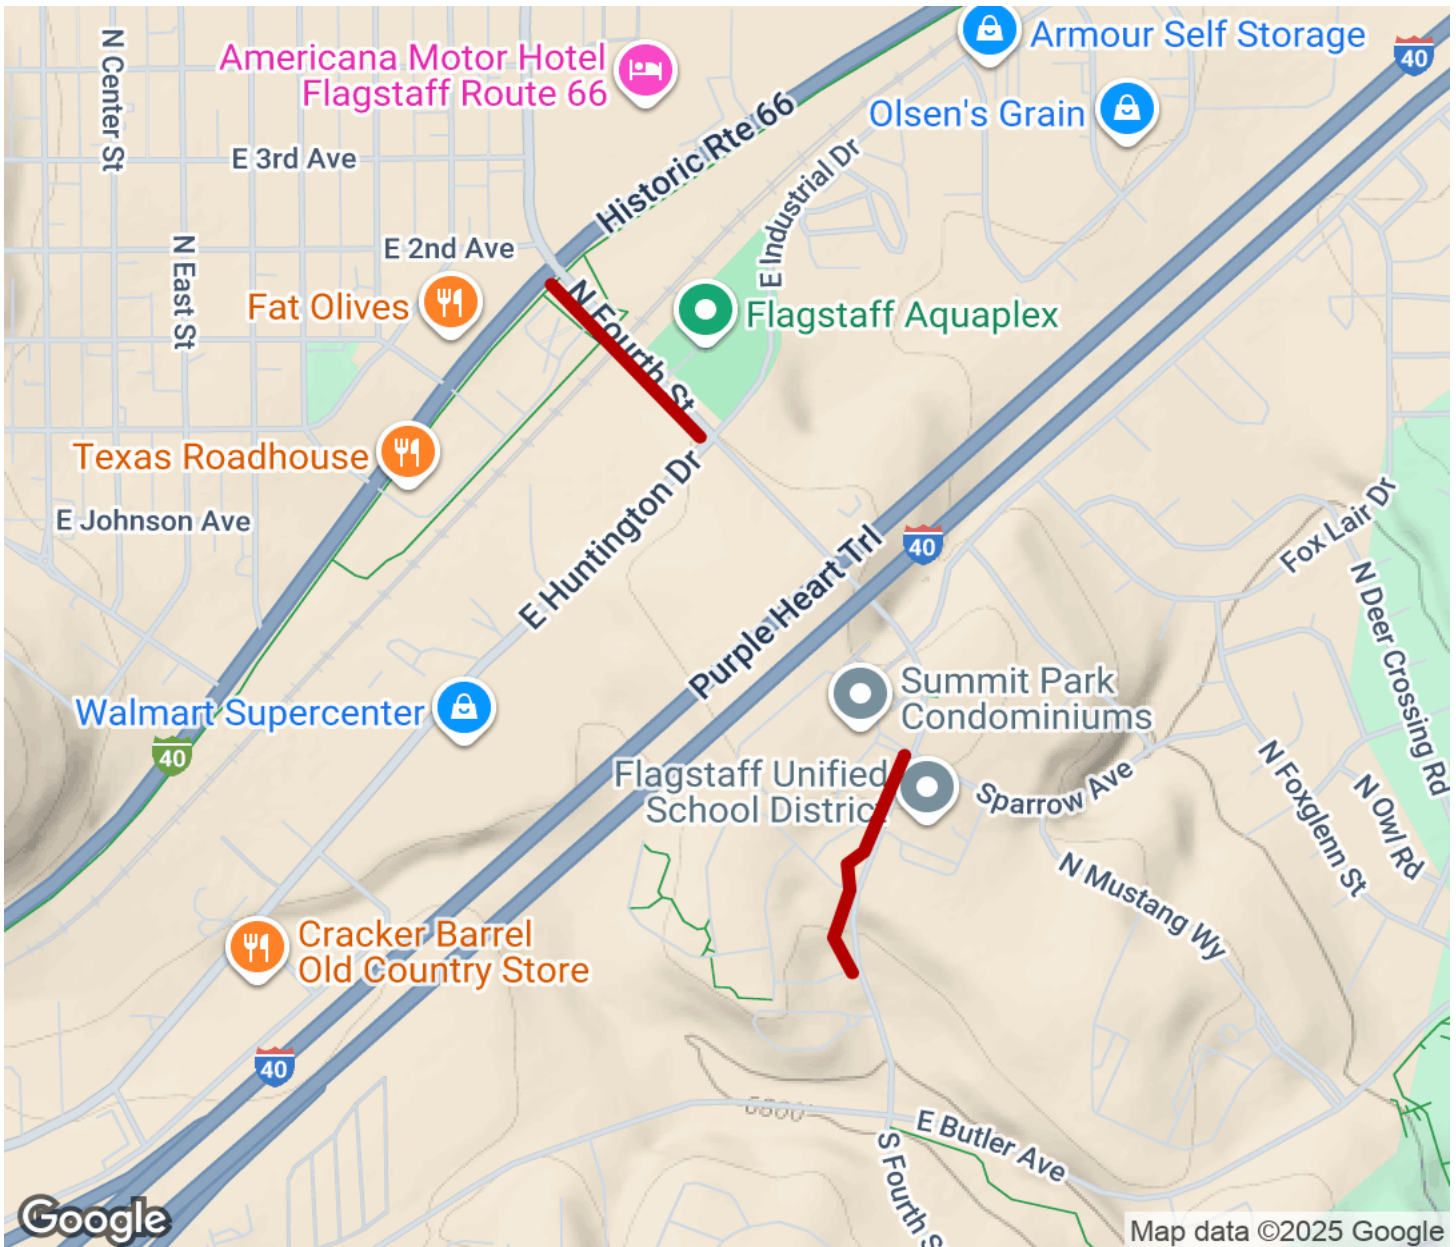 N Center St
Americana Motor Hotel
Flagstaff Route 66
Armour Self Storage
40
Olsen's Grain
E 3rd Ave
Historic Rte 66
E Industrial Dr
N East St
E 2nd Ave
Fat Olives
N Fourth St
Flagstaff Aquaplex
Texas Roadhouse
E Johnson Ave
E Huntington Dr
Purple Heart Trl
40
Fox Lair Dr
N Deer Crossing Rd
Walmart Supercenter
40
Summit Park
Condominiums
Flagstaff Unified
School District
Sparrow Ave
N Foxglenn St
N Owl Rd
N Mustang Wy
Cracker Barrel
Old Country Store
40
6800
E Butler Ave
S Fourth S
Google
Map data ©2025 Google